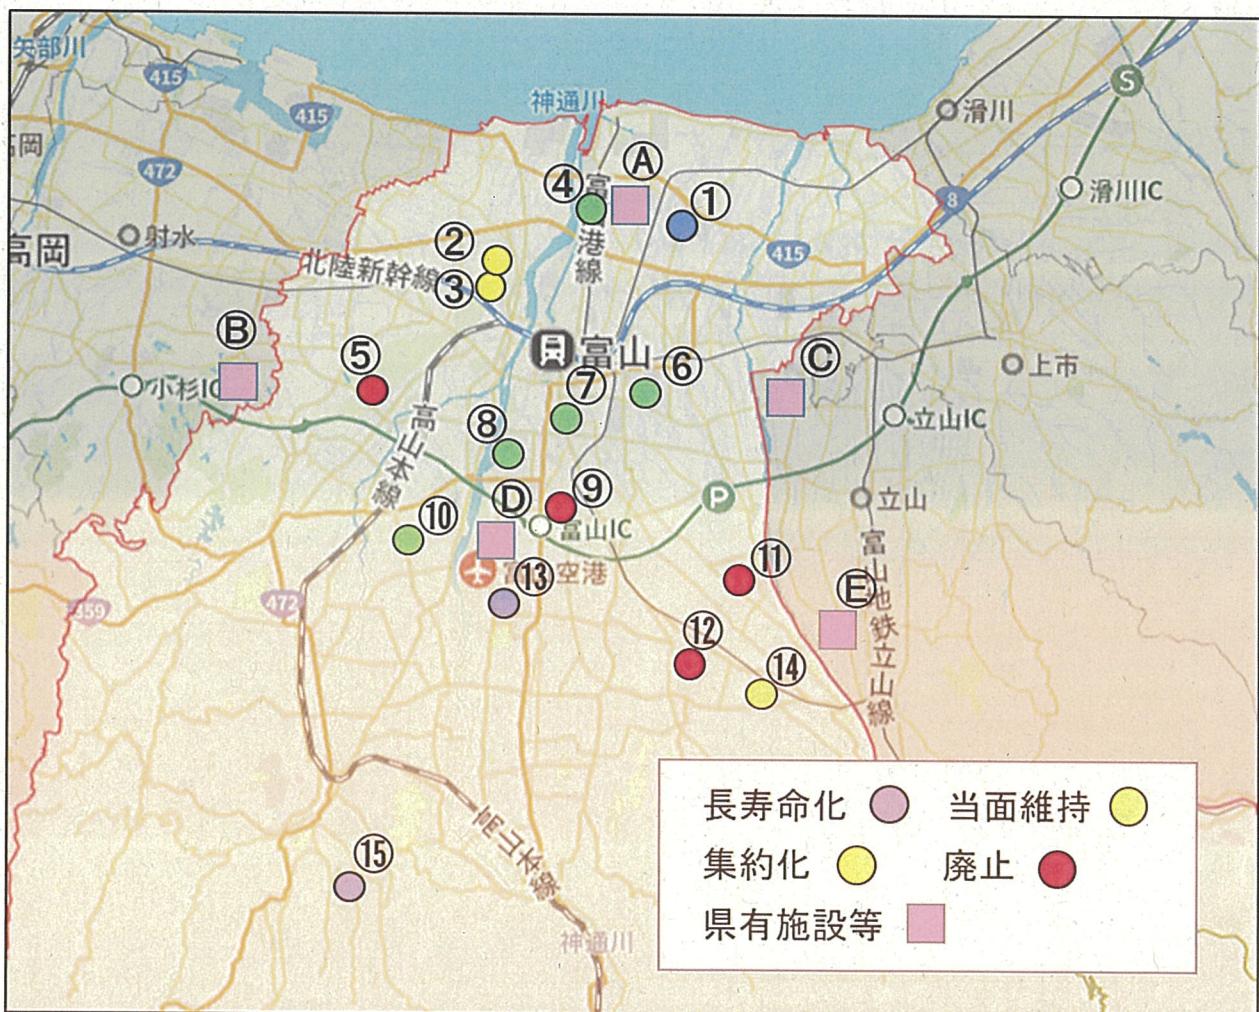 矢部川
415
神通川
415
滑川
S
岡
472
④
Ⓐ
富
①
滑川IC
8
射水
②
415
高岡
北陸新幹線
港線
③
Ⓑ
富山
⑤
⑥
Ⓒ
⑦
上市
小杉IC
⑧
立山IC
高山本線
⑨
Ⓓ
P
立山
⑩
富山IC
富山地鉄立山線
⑪
空港
⑬
Ⓔ
359
472
⑫
⑭
長寿命化 当面維持
集約化 廃止
県有施設等
高山本線
⑮
神通川